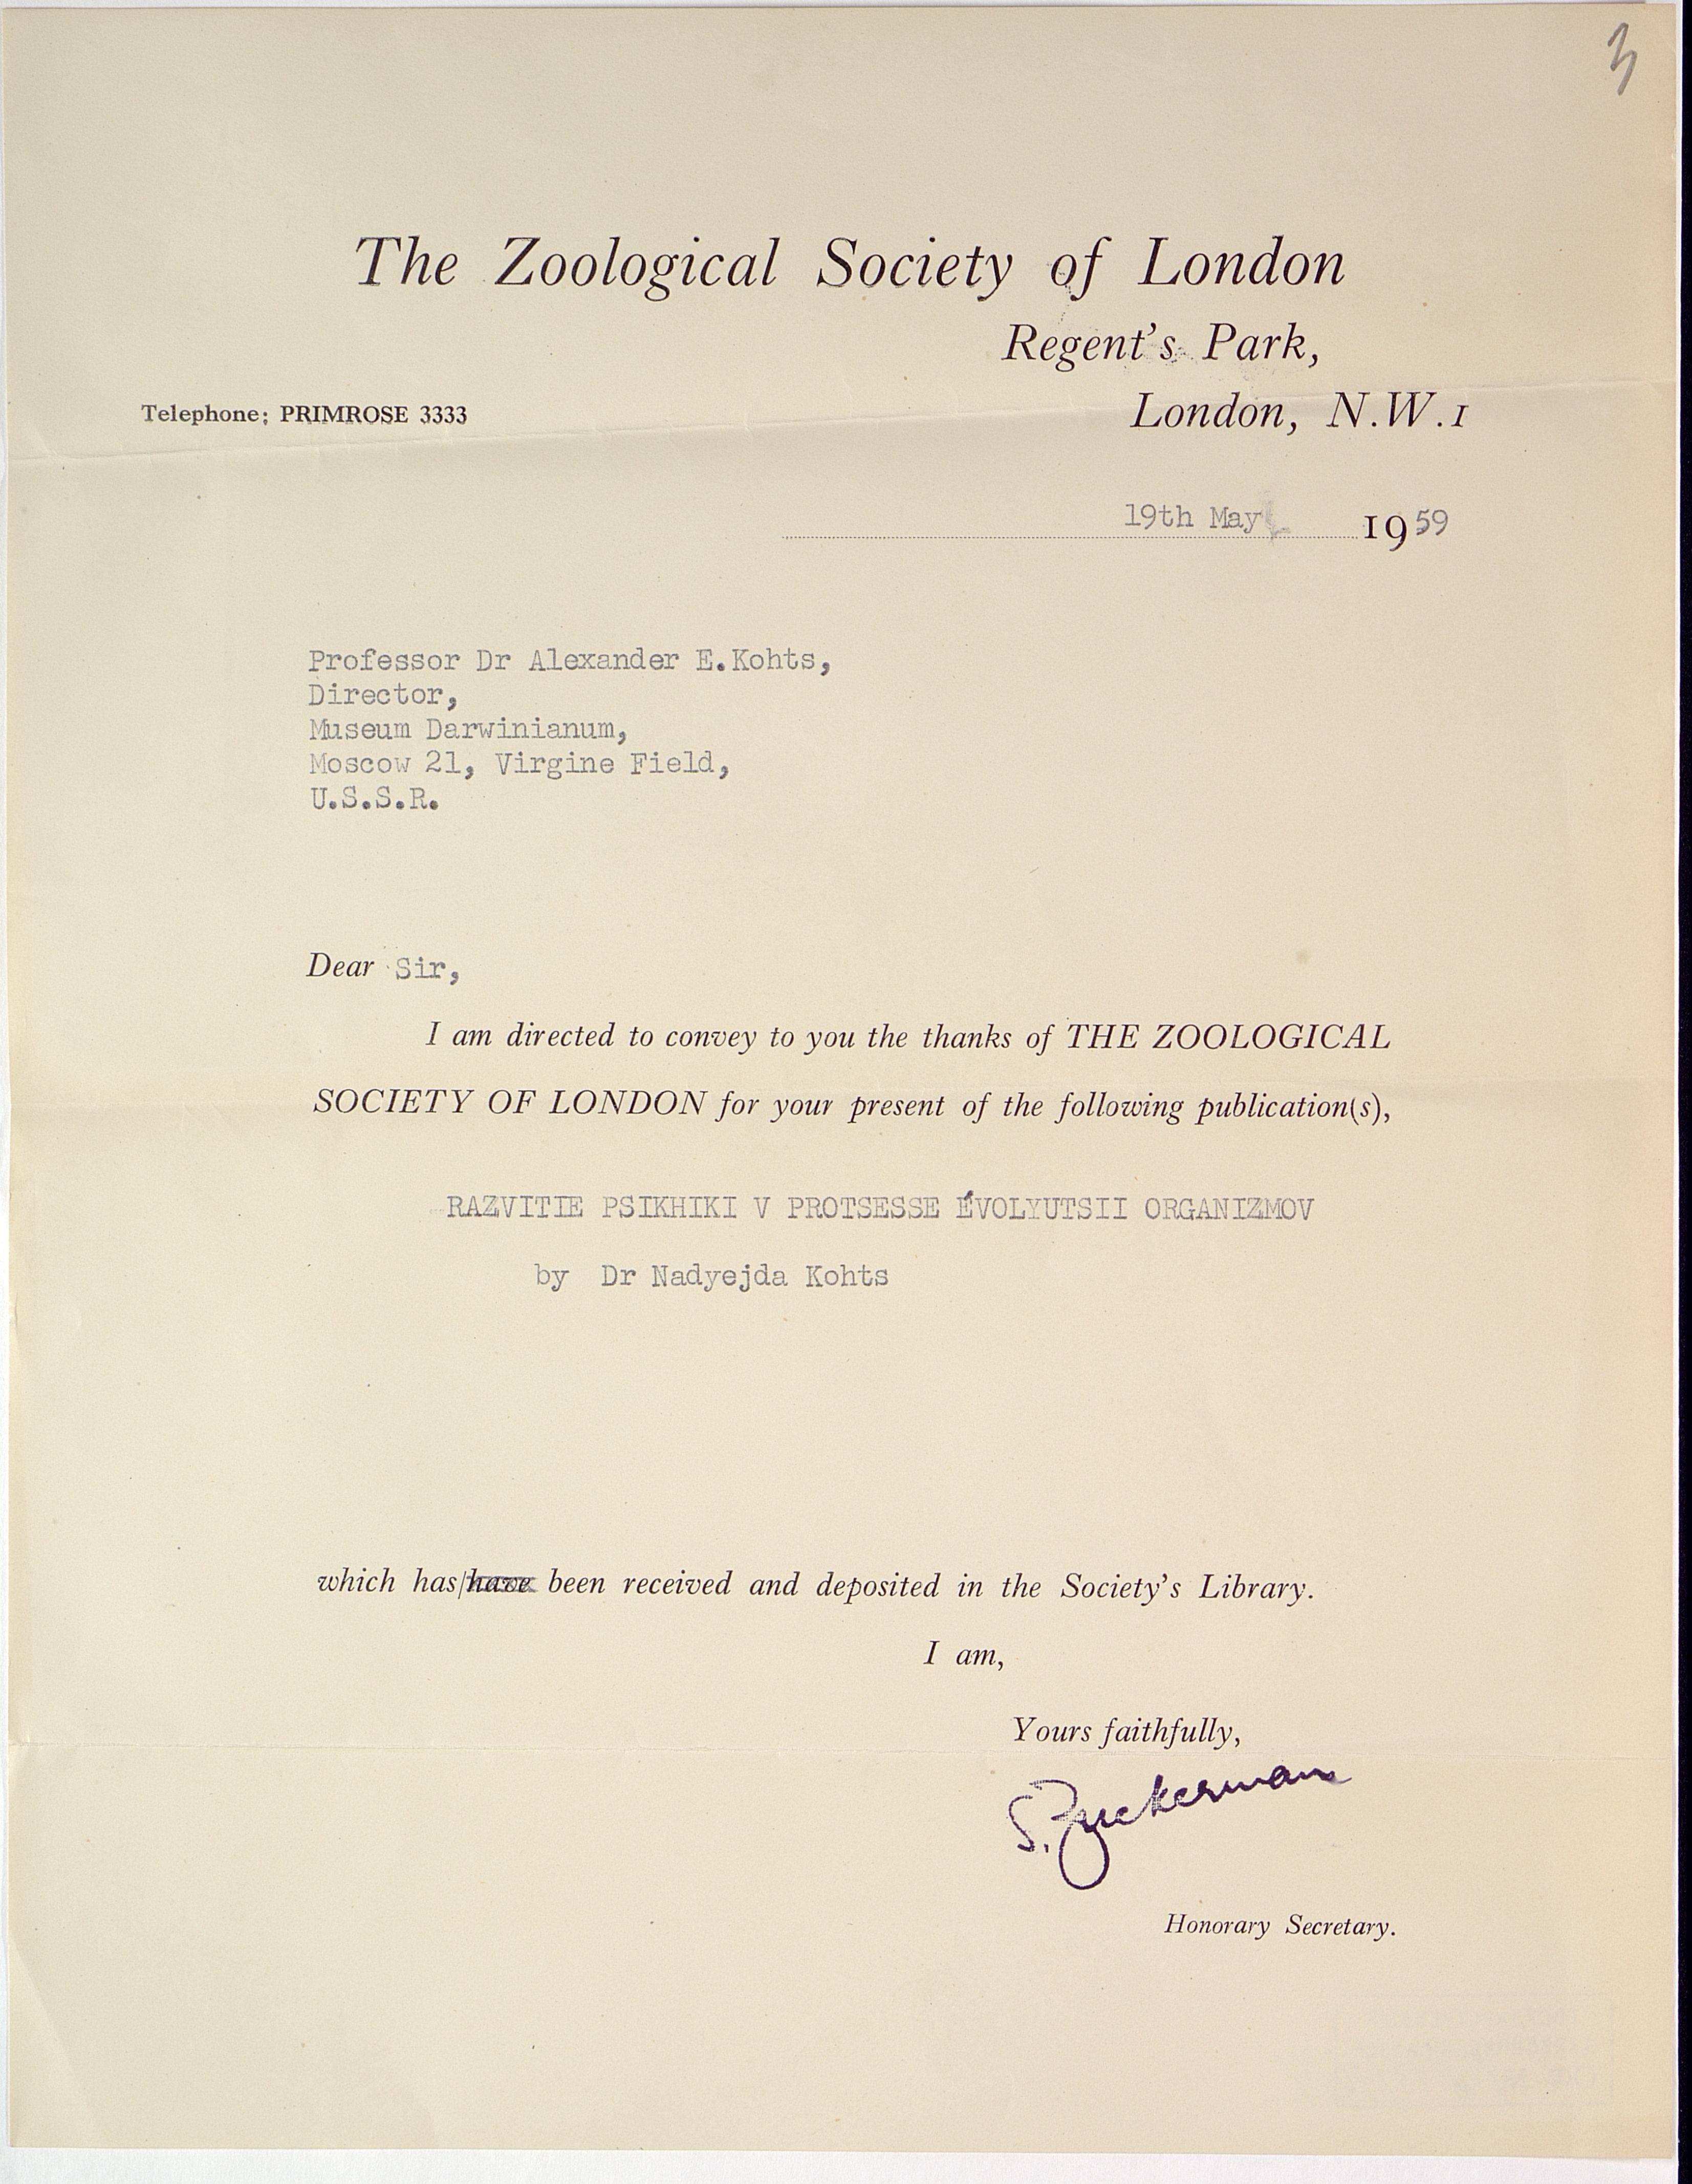 3
The Zoological Society of London
Regent's Park,
Telephone: PRIMROSE 3333
London, N.W.1
19th May 1959
Professor Dr Alexander E.Kohts,
Director,
Museum Darwinianum,
Moscow 21, Virgine Field,
U.S.S.R.
Dear Sir,
I am directed to convey to you the thanks of THE ZOOLOGICAL
SOCIETY OF LONDON for your present of the following publication(s),
RAZVITIE PSIKHIKI V PROTSESSE ÉVOLYUTSII ORGANIZMOV
by Dr Nadyejda Kohts
which has/have been received and deposited in the Society's Library.
I am,
Yours faithfully,
S. Zuckerman
Honorary Secretary.